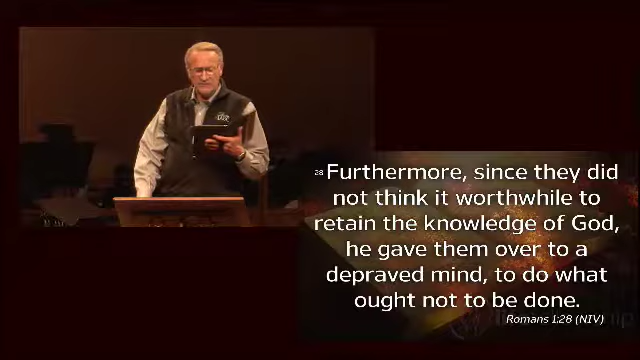 28 Furthermore, since they did
not think it worthwhile to
retain the knowledge of God,
he gave them over to a
depraved mind, to do what
ought not to be done.
Romans 1:28 (NIV)